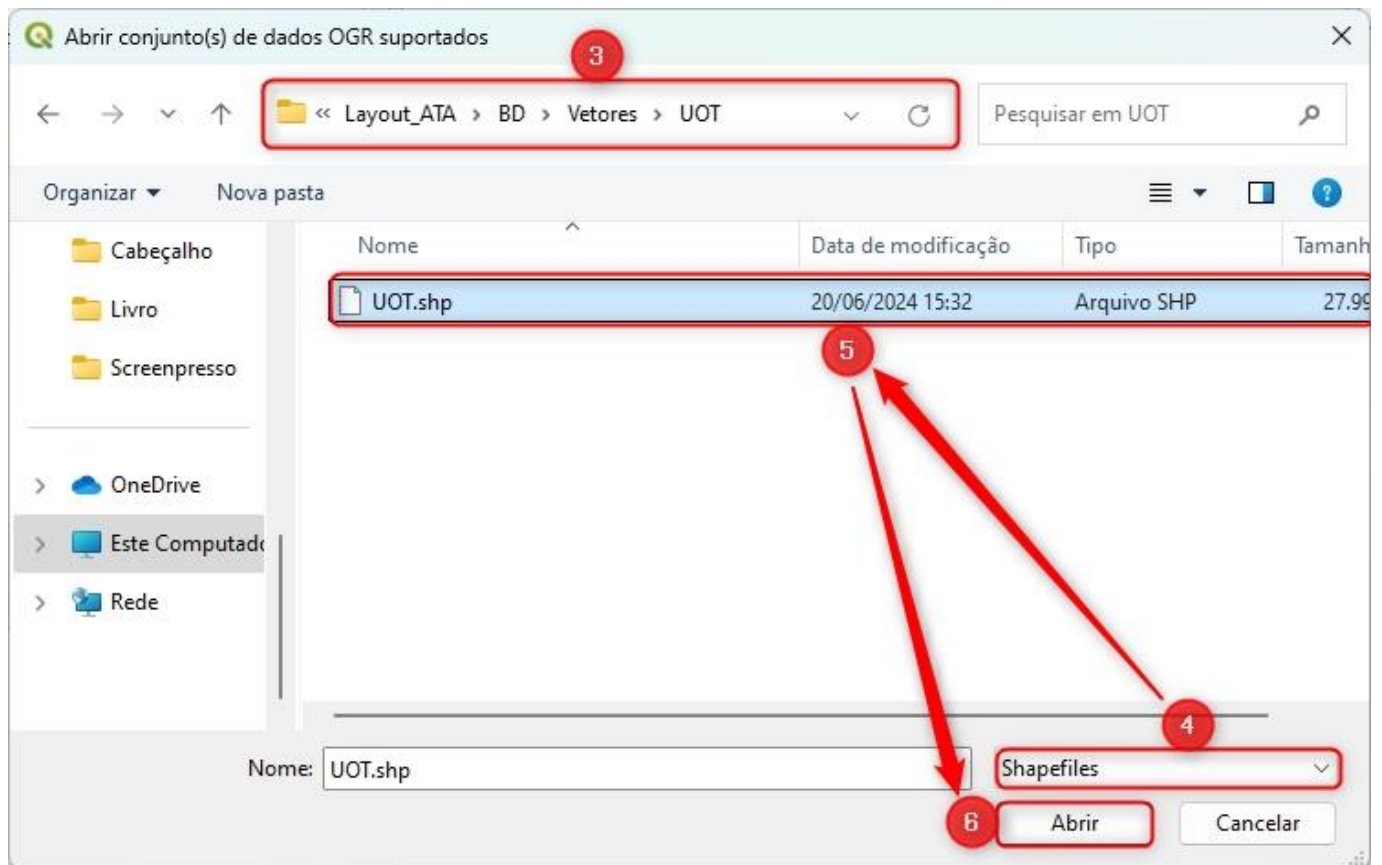 Abrir conjunto(s) de dados OGR suportados
3
« Layout_ATA > BD > Vetores > UOT
Pesquisar em UOT
Organizar Nova pasta
?
Nome Data de modificação Tipo Tamanh
Cabeçalho
UOT.shp 20/06/2024 15:32 Arquivo SHP 27.99
Livro
5
Screenpresso
OneDrive
Este Computad
Rede
4
Nome: UOT.shp Shapefiles
6 Abrir Cancelar